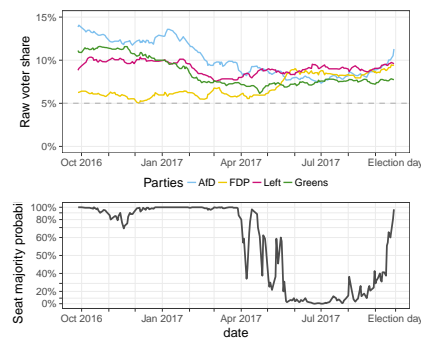 Raw voter share
15%
10%
5%
0%
Oct 2016 Jan 2017 Apr 2017 Jul 2017 Election day
Parties AfD FDP Left Greens
Seat majority probabi
100%
80%
60%
40%
20%
0%
Oct 2016 Jan 2017 Apr 2017 Jul 2017 Election day
date